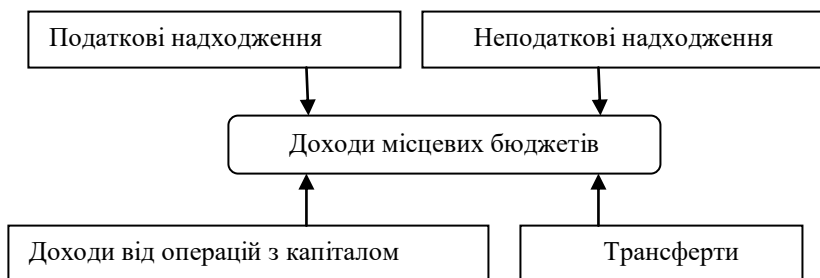 Податкові надходження
Неподаткові надходження
Доходи місцевих бюджетів
Доходи від операцій з капіталом
Трансферти